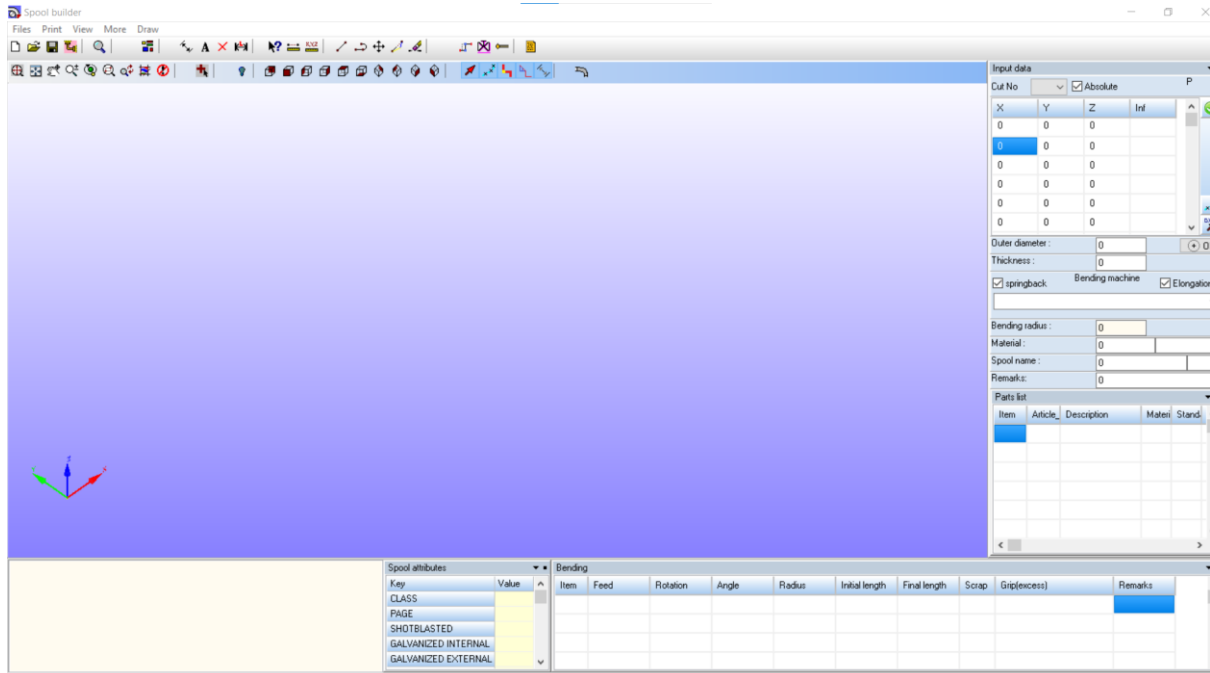 Spool builder
Files Print View More Draw
Input data
Cut No Absolute P
X Y Z Inf
0 0 0
0 0 0
0 0 0
0 0 0
0 0 0
0 0 0
Outer diameter : 0 0
Thickness : 0
springback Bending machine Elongation
Bending radius : 0
Material : 0
Spool name : 0
Remarks: 0
Parts list
Item Article_ Description Materi Stand
Spool attributes
Key Value
CLASS
PAGE
SHOTBLASTED
GALVANIZED INTERNAL
GALVANIZED EXTERNAL
Bending
Item Feed Rotation Angle Radius Initial length Final length Scrap Grip(excess) Remarks